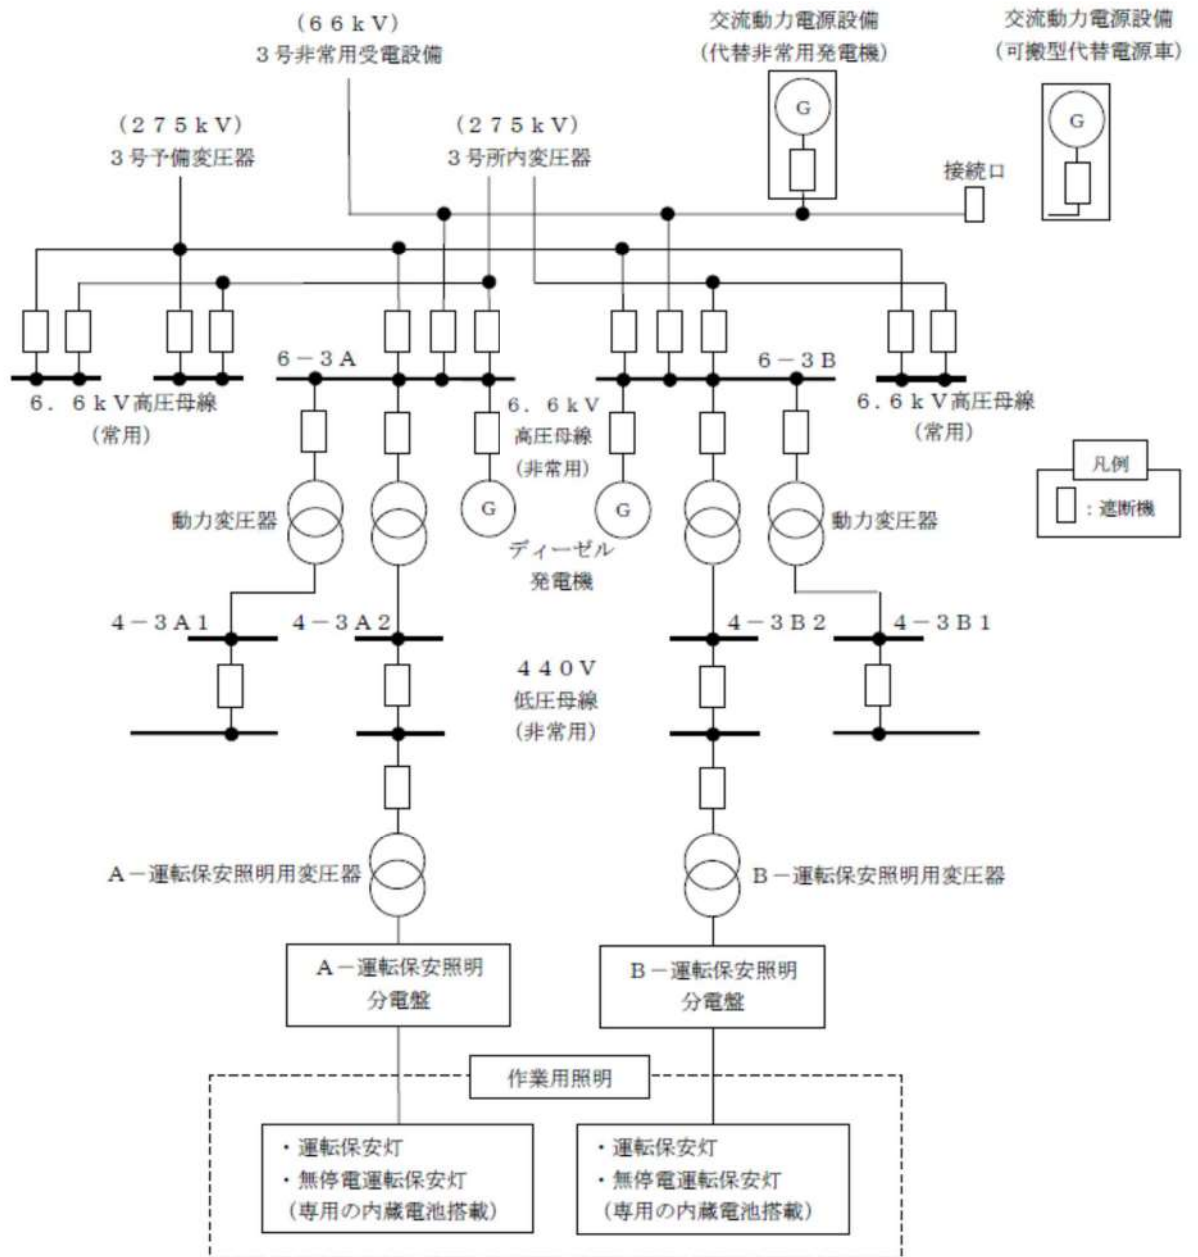 (66kV)
3号非常用受電設備
交流動力電源設備
(代替非常用発電機)
交流動力電源設備
(可搬型代替電源車)
G
G
(275kV)
3号予備変圧器
(275kV)
3号所内変圧器
接続口
6-3A
6-3B
6.6kV高圧母線
(常用)
6.6kV
高圧母線
(非常用)
6.6kV高圧母線
(常用)
凡例
:遮断機
動力変圧器
G
G
動力変圧器
ディーゼル
発電機
4-3A1
4-3A2
4-3B2
4-3B1
440V
低圧母線
(非常用)
A-運転保安照明用変圧器
B-運転保安照明用変圧器
A-運転保安照明
分電盤
B-運転保安照明
分電盤
作業用照明
・運転保安灯
・無停電運転保安灯
(専用の内蔵電池搭載)
・運転保安灯
・無停電運転保安灯
(専用の内蔵電池搭載)